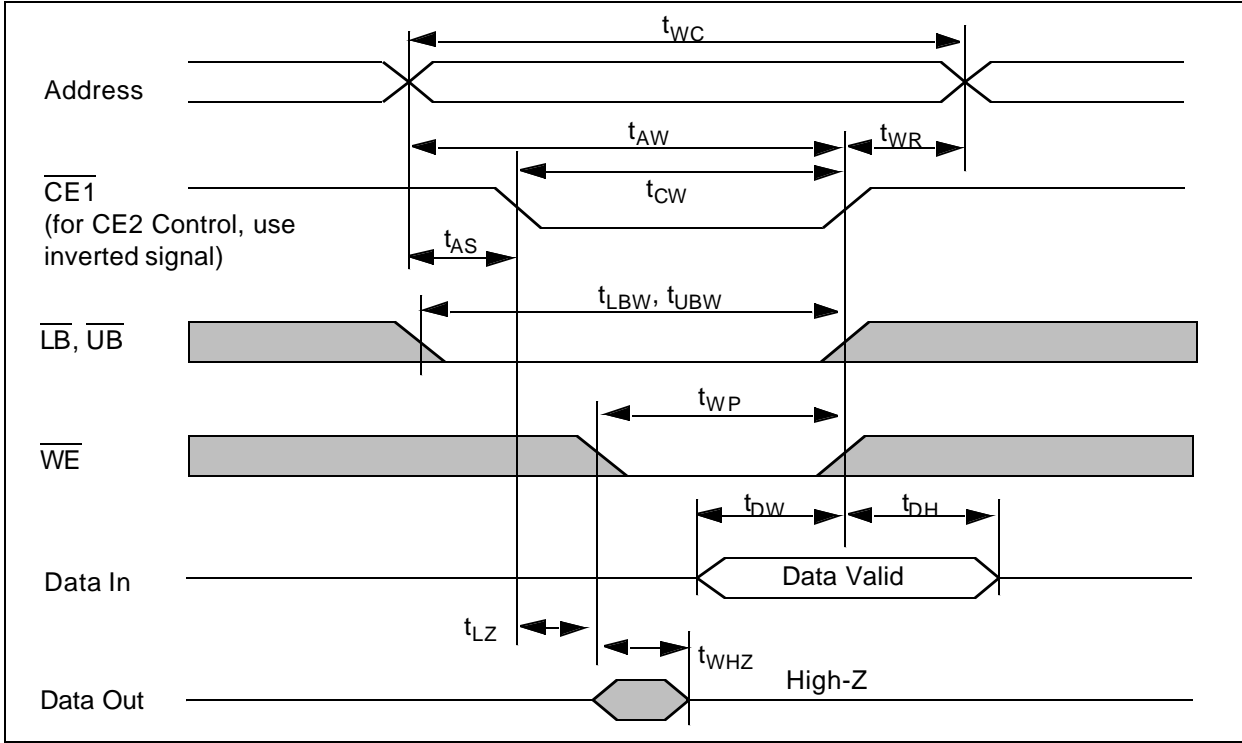 tWC
Address
tAW
tWR
CE1
(for CE2 Control, use
inverted signal)
tCW
tAS
tLBW, tUBW
LB, UB
tWP
WE
tDW
tDH
Data In
Data Valid
tLZ
tWHZ
High-Z
Data Out